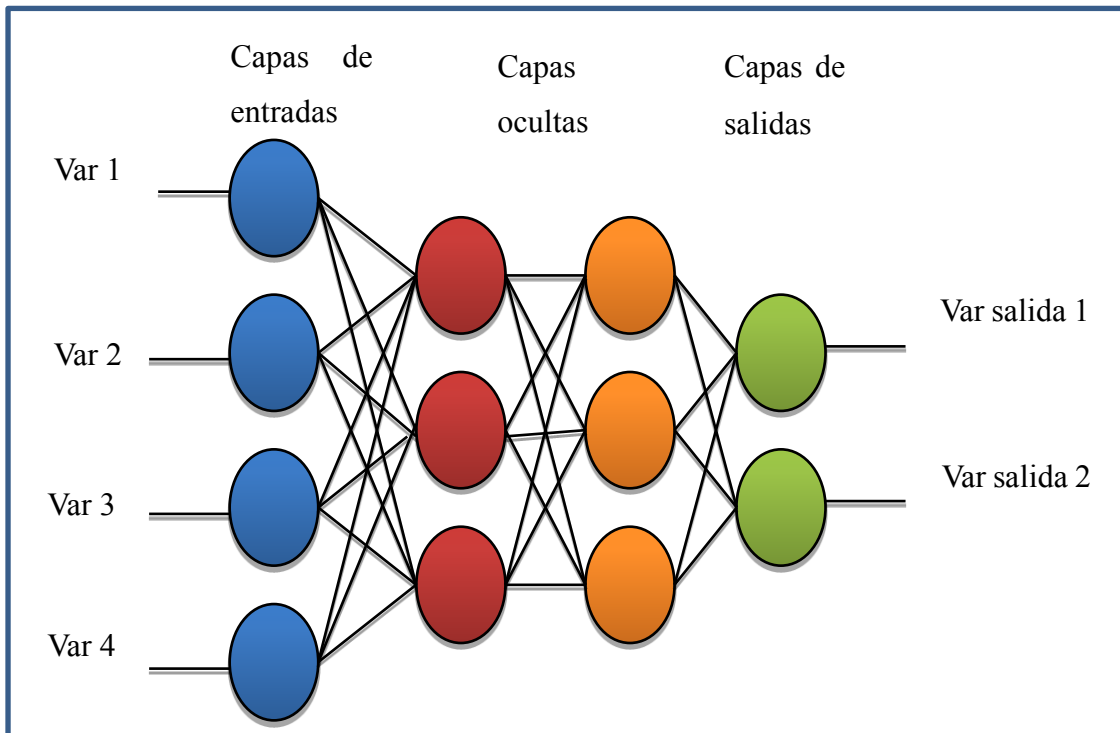 Capas de
entradas
Capas
ocultas
Capas de
salidas
Var 1
Var 2
Var 3
Var 4
Var salida 1
Var salida 2